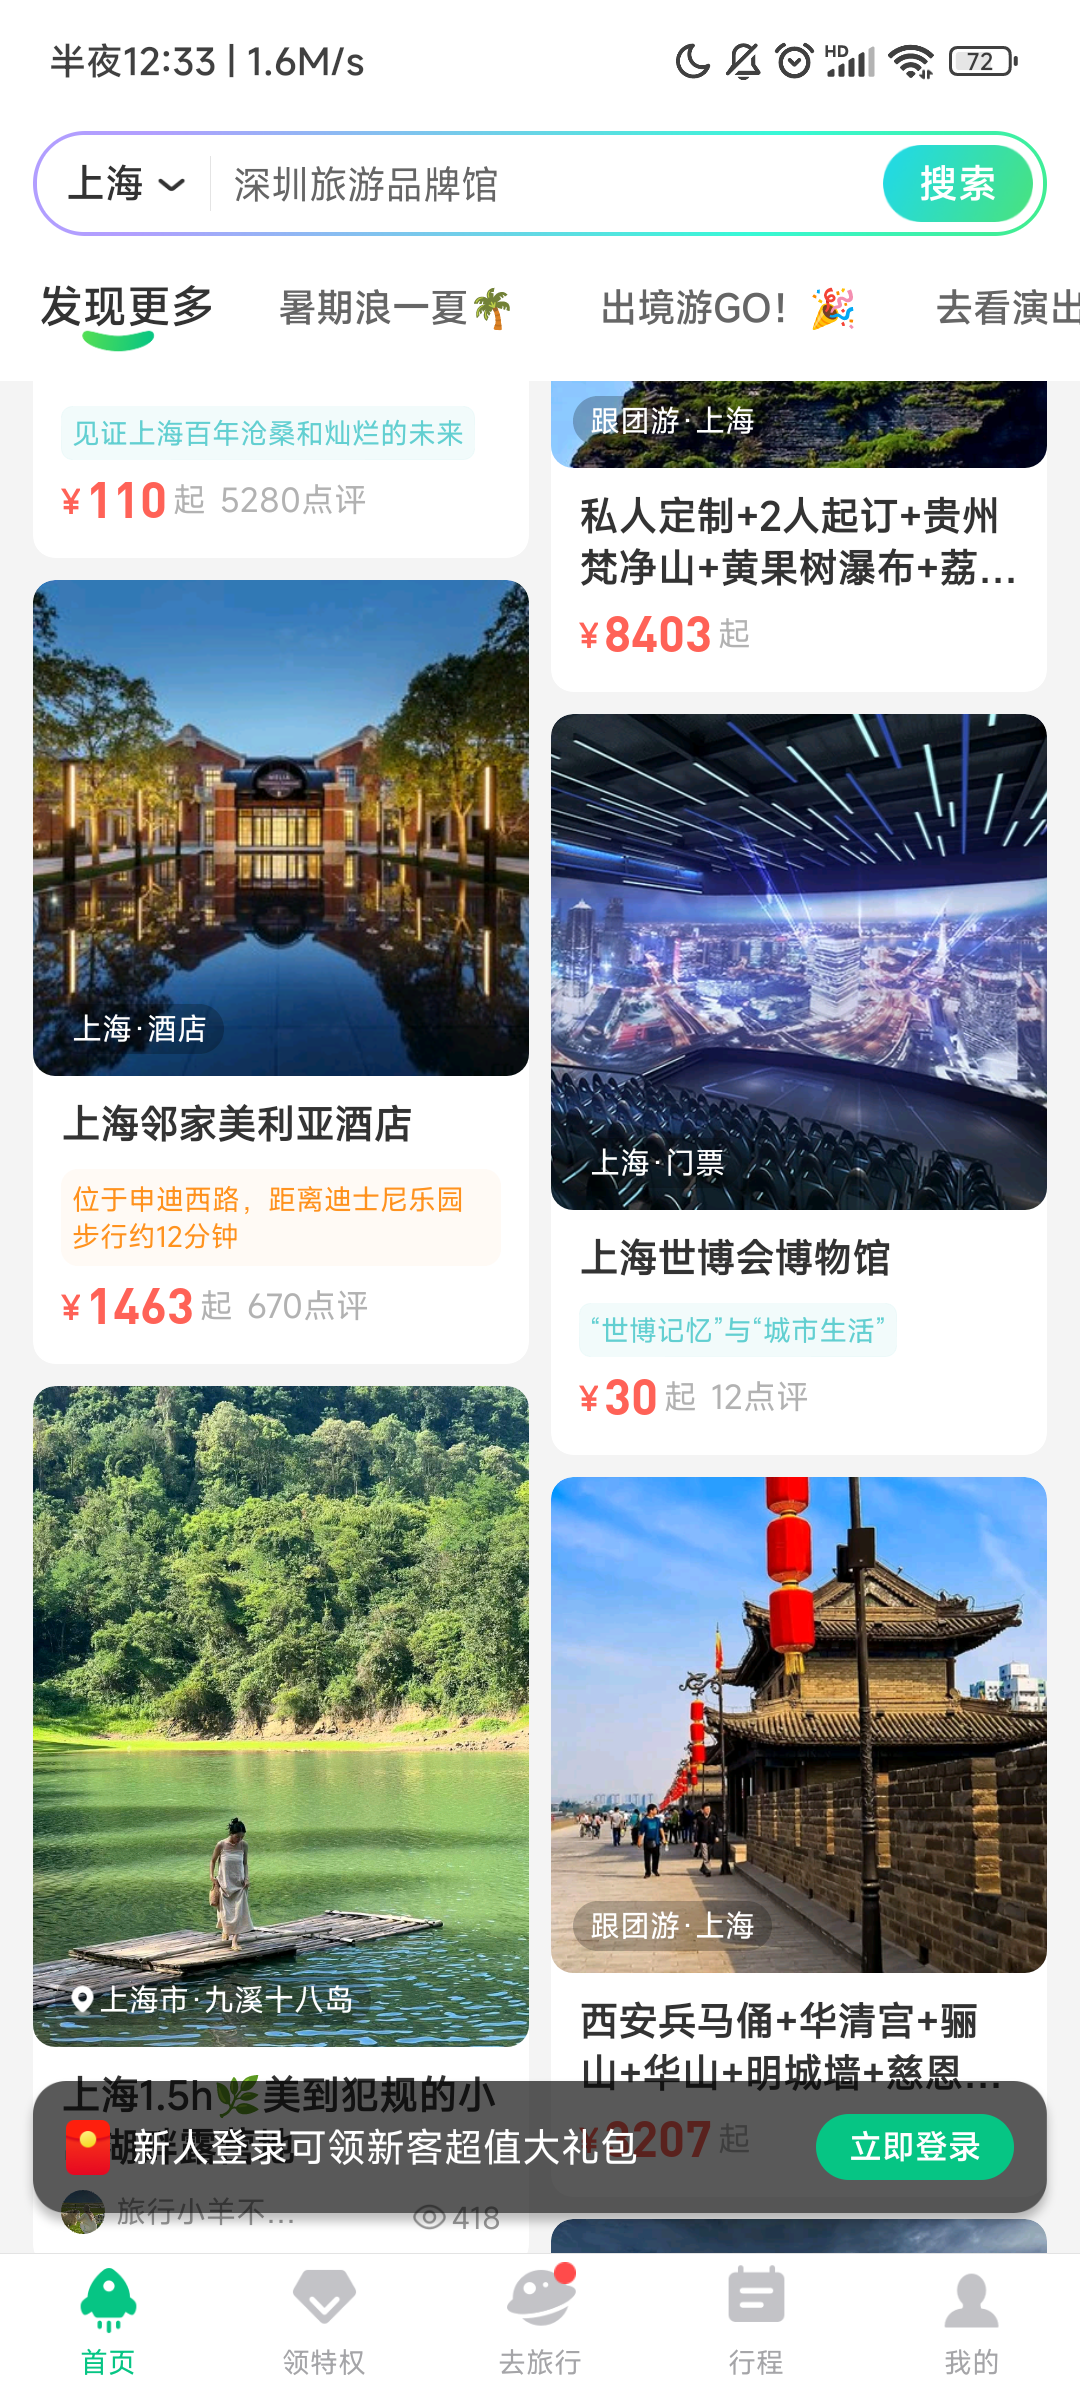 半夜12:33 | 1.6M/s
HD
72
上海
深圳旅游品牌馆
搜索
发现更多
暑期浪一夏🌴
出境游GO！🎉
去看演出
见证上海百年沧桑和灿烂的未来
¥110起 5280点评
上海·酒店
上海邻家美利亚酒店
位于申迪西路，距离迪士尼乐园
步行约12分钟
¥1463起 670点评
上海市·九溪十八岛
上海1.5h🌿美到犯规的小
旅行小羊不...
418
跟团游·上海
私人定制+2人起订+贵州
梵净山+黄果树瀑布+荔...
¥8403起
上海·门票
上海世博会博物馆
“世博记忆”与“城市生活”
¥30起 12点评
跟团游·上海
西安兵马俑+华清宫+骊
山+华山+明城墙+慈恩...
新人登录可领新客超值大礼包
立即登录
首页
领特权
去旅行
行程
我的